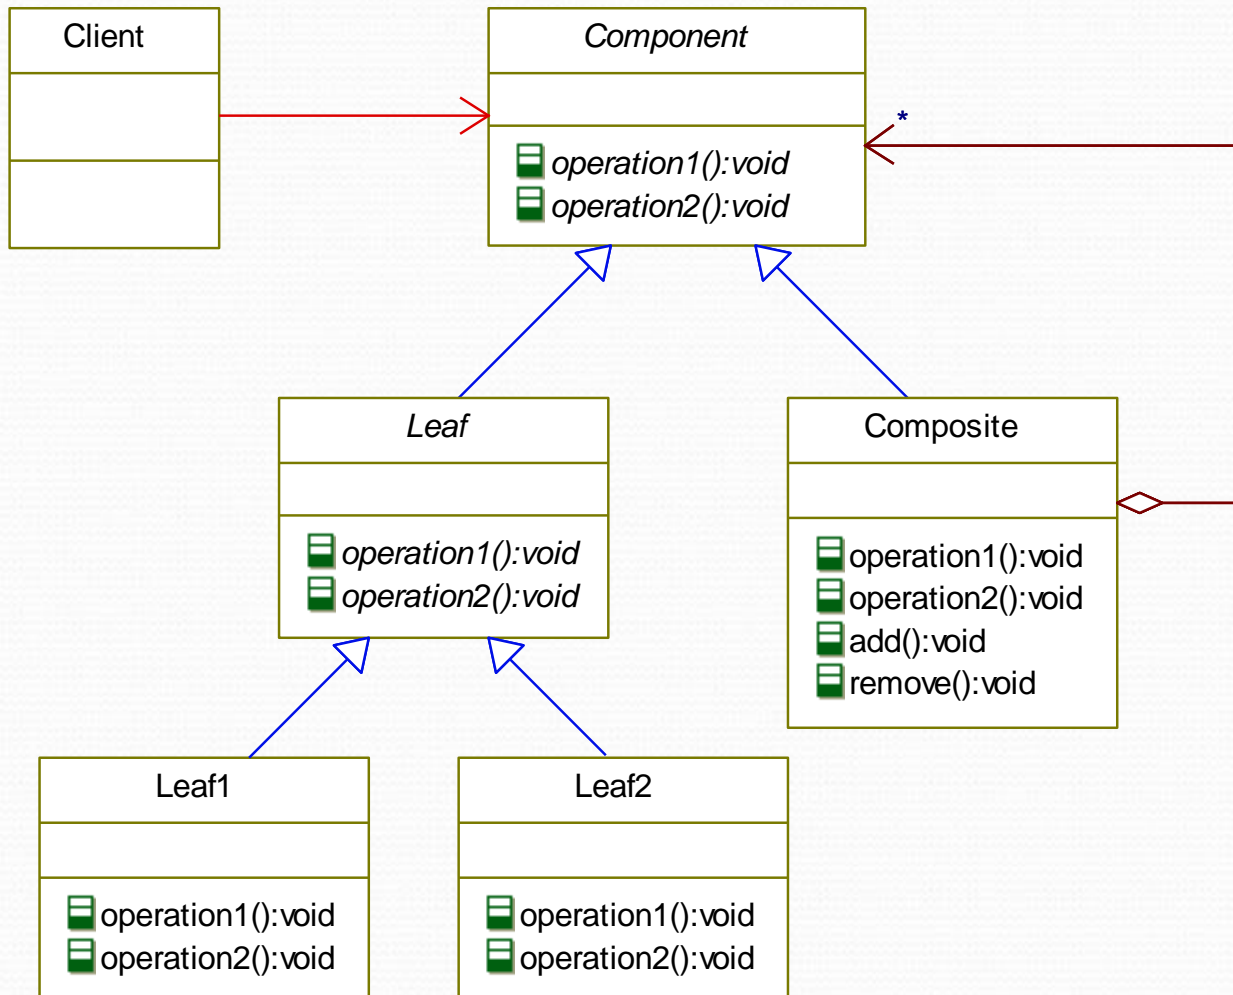 Client
Component
*
operation1():void
operation2():void
Leaf
operation1():void
operation2():void
Composite
operation1():void
operation2():void
add():void
remove():void
Leaf1
operation1():void
operation2():void
Leaf2
operation1():void
operation2():void